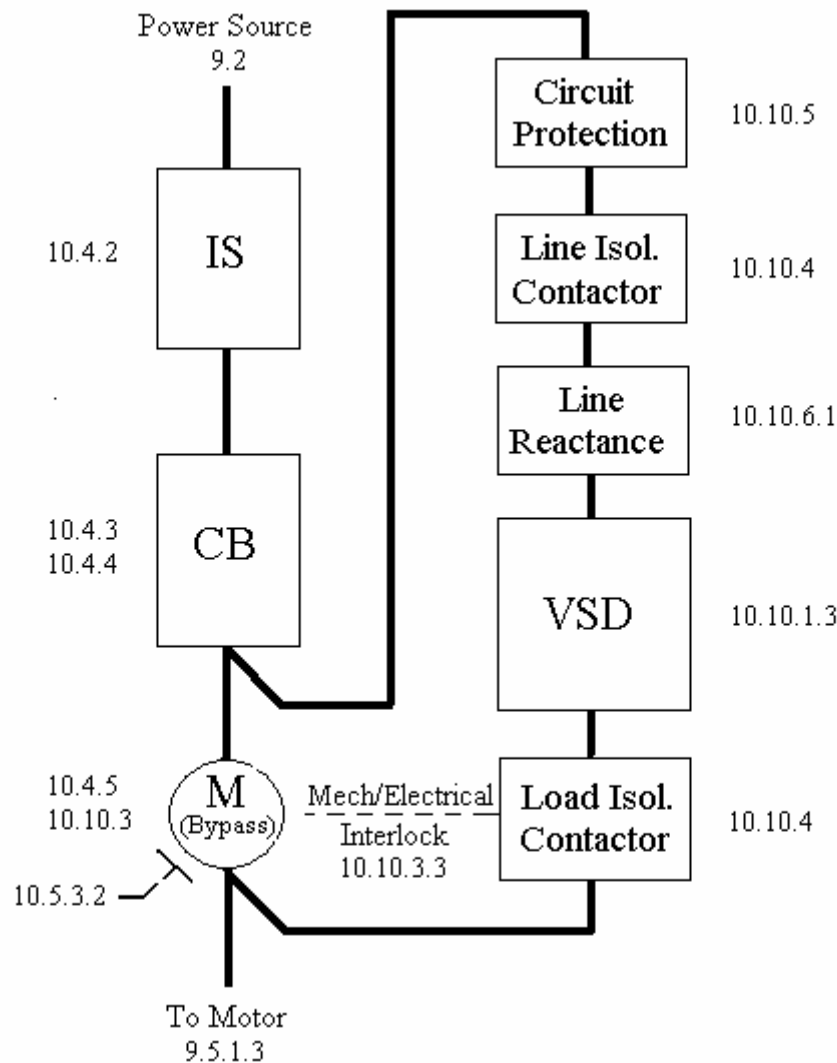 Power Source
9.2
10.4.2
IS
10.4.3
10.4.4
CB
10.4.5
10.10.3
M
(Bypass)
10.5.3.2
To Motor
9.5.1.3
Mech/Electrical
Interlock
10.10.3.3
Circuit
Protection
10.10.5
Line Isol.
Contactor
10.10.4
Line
Reactance
10.10.6.1
VSD
10.10.1.3
Load Isol.
Contactor
10.10.4